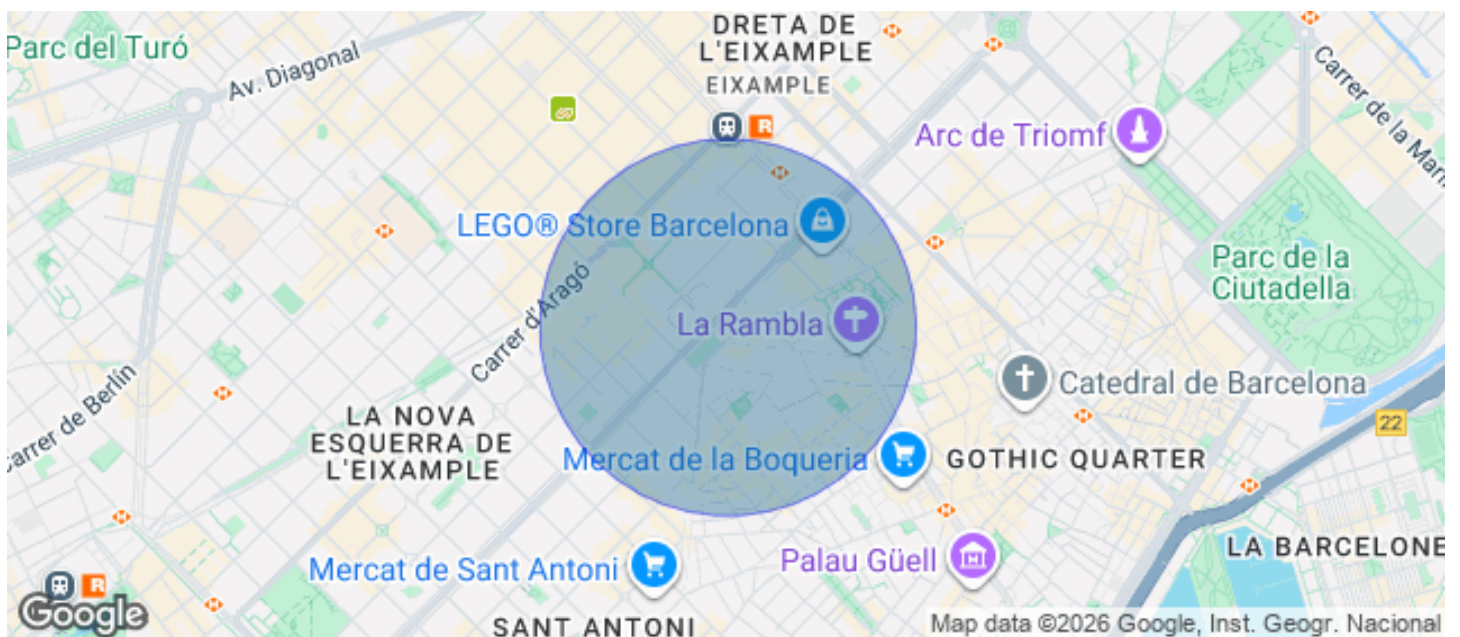 DRETA DE
L'EIXAMPLE
EIXAMPLE
Parc del Turó
Av. Diagonal
Carrer de la Marin
R
Arc de Triomf
LEGO® Store Barcelona
Parc de la
Ciutadella
Carrer d'Aragó
La Rambla
Catedral de Barcelona
Carrer de Berlín
LA NOVA
ESQUERRA DE
L'EIXAMPLE
22
Mercat de la Boqueria
GOTHIC QUARTER
Mercat de Sant Antoni
Palau Güell
LA BARCELONE
R
Google
SANT ANTONI
Map data ©2026 Google, Inst. Geogr. Nacional